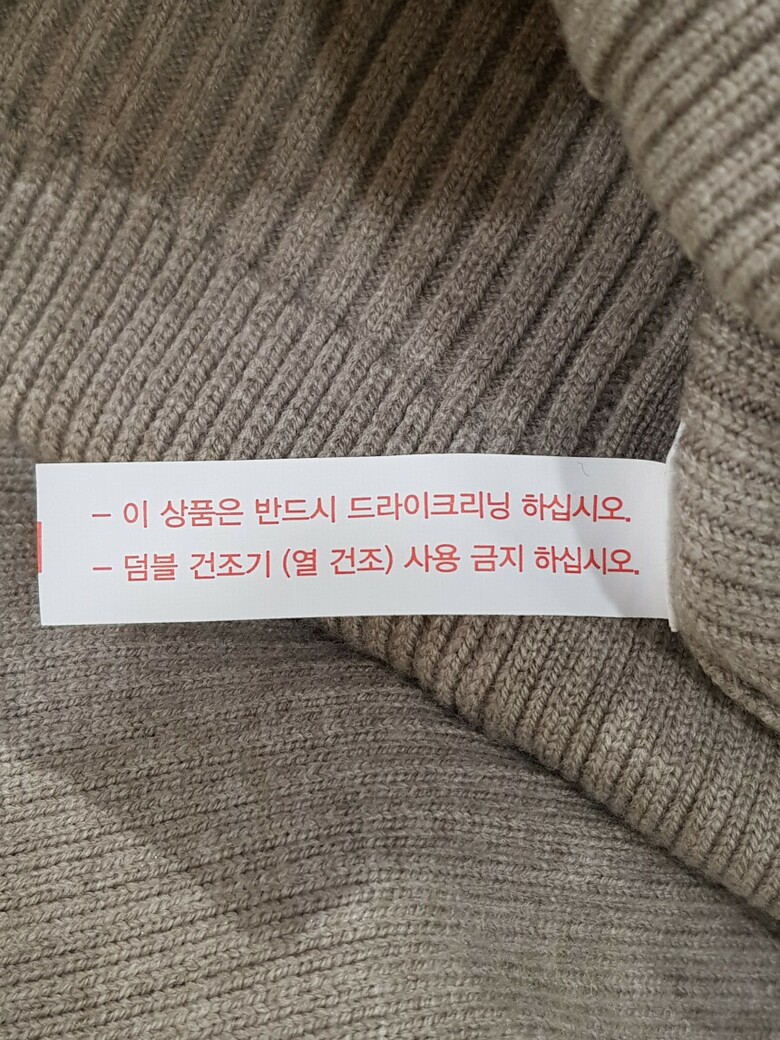 - 이 상품은 반드시 드라이크리닝 하십시오.
- 덤블 건조기 (열 건조) 사용 금지 하십시오.